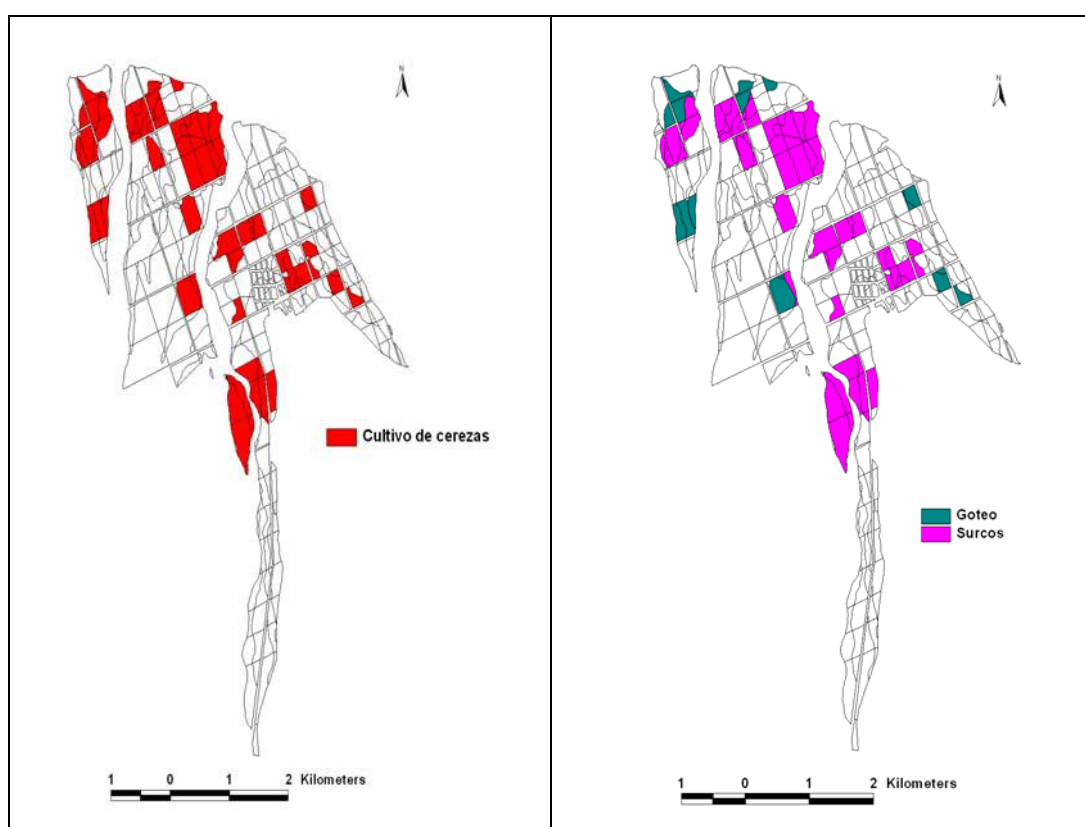 N
Cultivo de cerezas
1 0 1 2 Kilometers
N
Goteo
Surcos
1 0 1 2 Kilometers